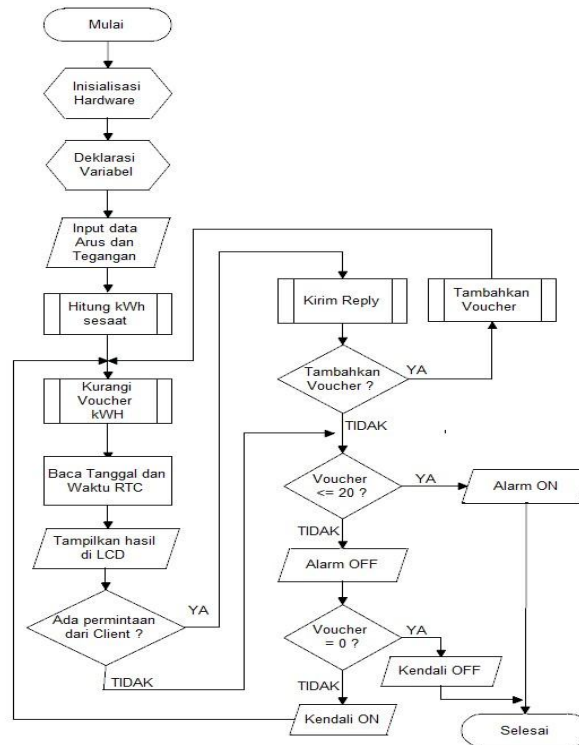 Mulai
Inisialisasi
Hardware
Deklarasi
Variabel
Input data
Arus dan
Tegangan
Hitung kWh
sesaat
Kurangi
Voucher
kWH
Baca Tanggal dan
Waktu RTC
Tampilkan hasil
di LCD
Ada permintaan
dari Client ?
YA
TIDAK
Kirim Reply
Tambahkan
Voucher ?
YA
Tambahkan
Voucher
TIDAK
Voucher
<= 20 ?
YA
Alarm ON
TIDAK
Alarm OFF
Voucher
= 0 ?
YA
Kendali OFF
TIDAK
Kendali ON
Selesai